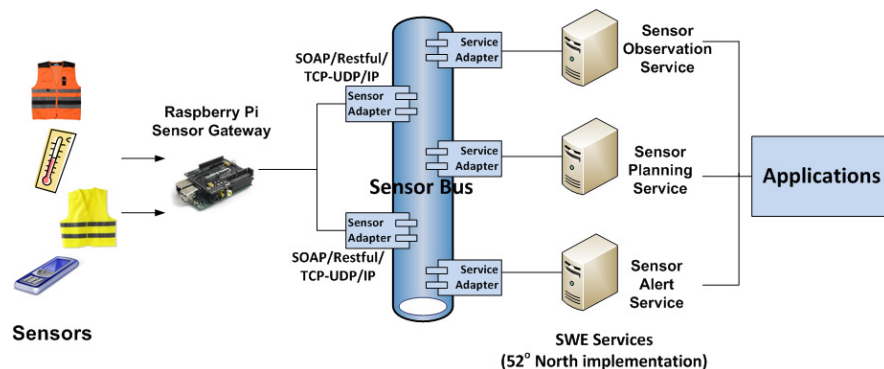 SOAP/Restful/
TCP-UDP/IP
Raspberry Pi
Sensor Gateway
Sensor
Adapter
Sensor
Adapter
SOAP/Restful/
TCP-UDP/IP
Sensor Bus
Service
Adapter
Service
Adapter
Service
Adapter
Sensor
Observation
Service
Sensor
Planning
Service
Sensor
Alert
Service
Applications
Sensors
SWE Services
(52° North implementation)